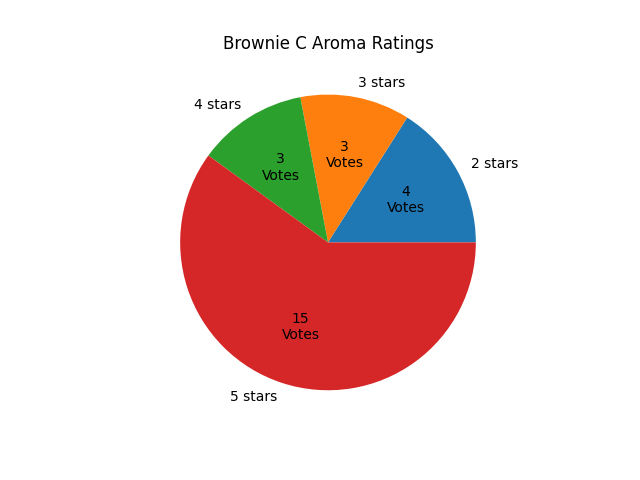 Brownie C Aroma Ratings
3 stars
4 stars
3
Votes
3
Votes
2 stars
4
Votes
15
Votes
5 stars